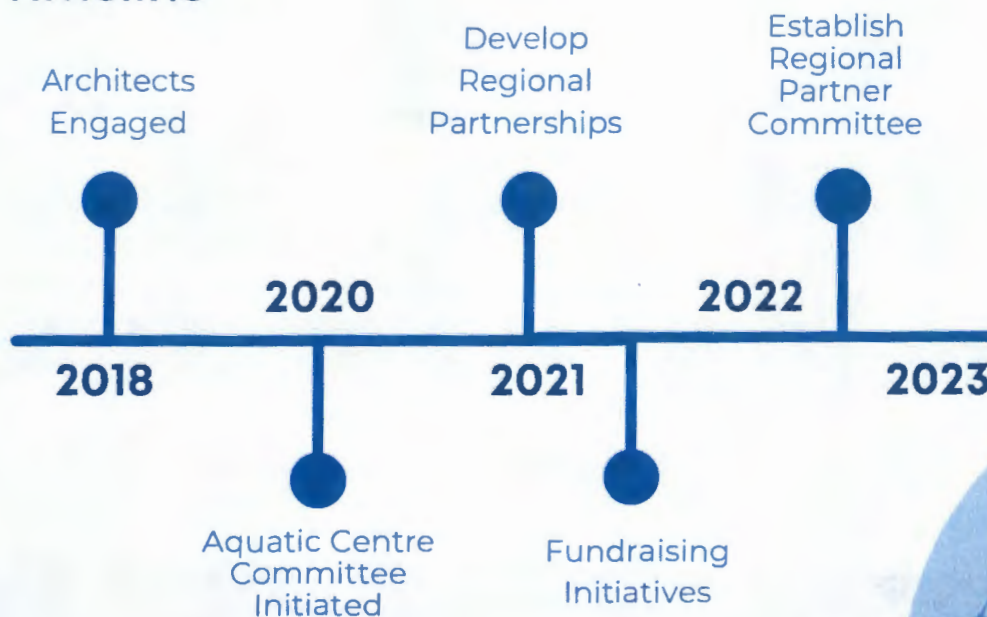 Architects
Engaged
Develop
Regional
Partnerships
Establish
Regional
Partner
Committee
2020
2022
2018
2021
2023
Aquatic Centre
Committee
Initiated
Fundraising
Initiatives